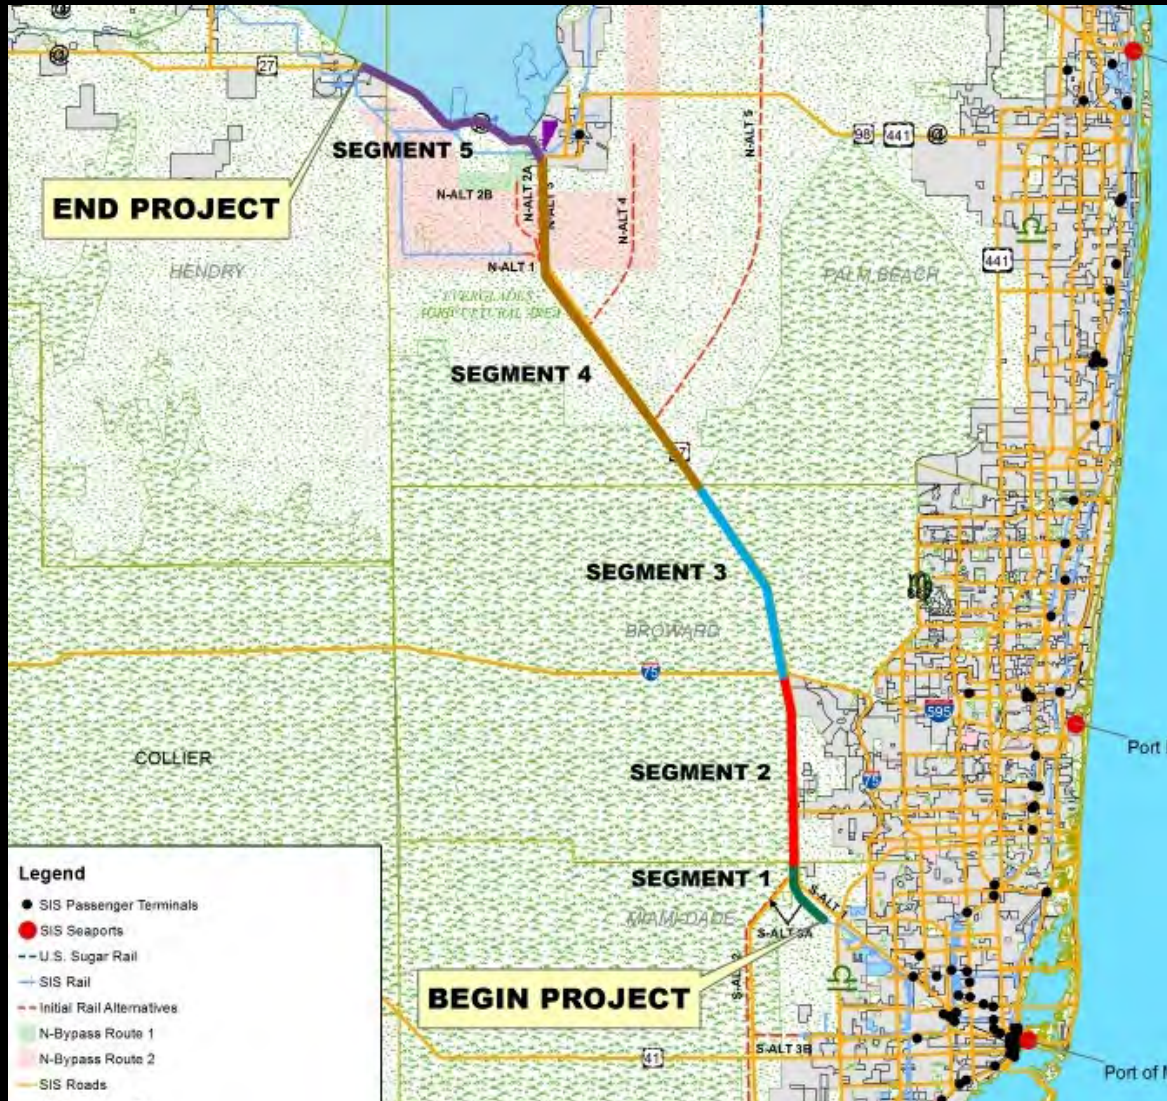 27
SEGMENT 5
END PROJECT
N-ALT 2B
N-ALT 2A
N-ALT 3
N-ALT 4
N-ALT 5
98
441
441
HENDRY
N-ALT 1
PALM BEACH
EVERGLADES
AGRICULTURAL AREA
SEGMENT 4
SEGMENT 3
BROWARD
75
595
Port
COLLIER
SEGMENT 2
75
SEGMENT 1
S-ALT 1
MIAMI-DADE
S-ALT 3A
S-ALT 2
BEGIN PROJECT
S-ALT 3B
41
Port of M
Legend
SIS Passenger Terminals
SIS Seaports
U.S. Sugar Rail
SIS Rail
Initial Rail Alternatives
N-Bypass Route 1
N-Bypass Route 2
SIS Roads